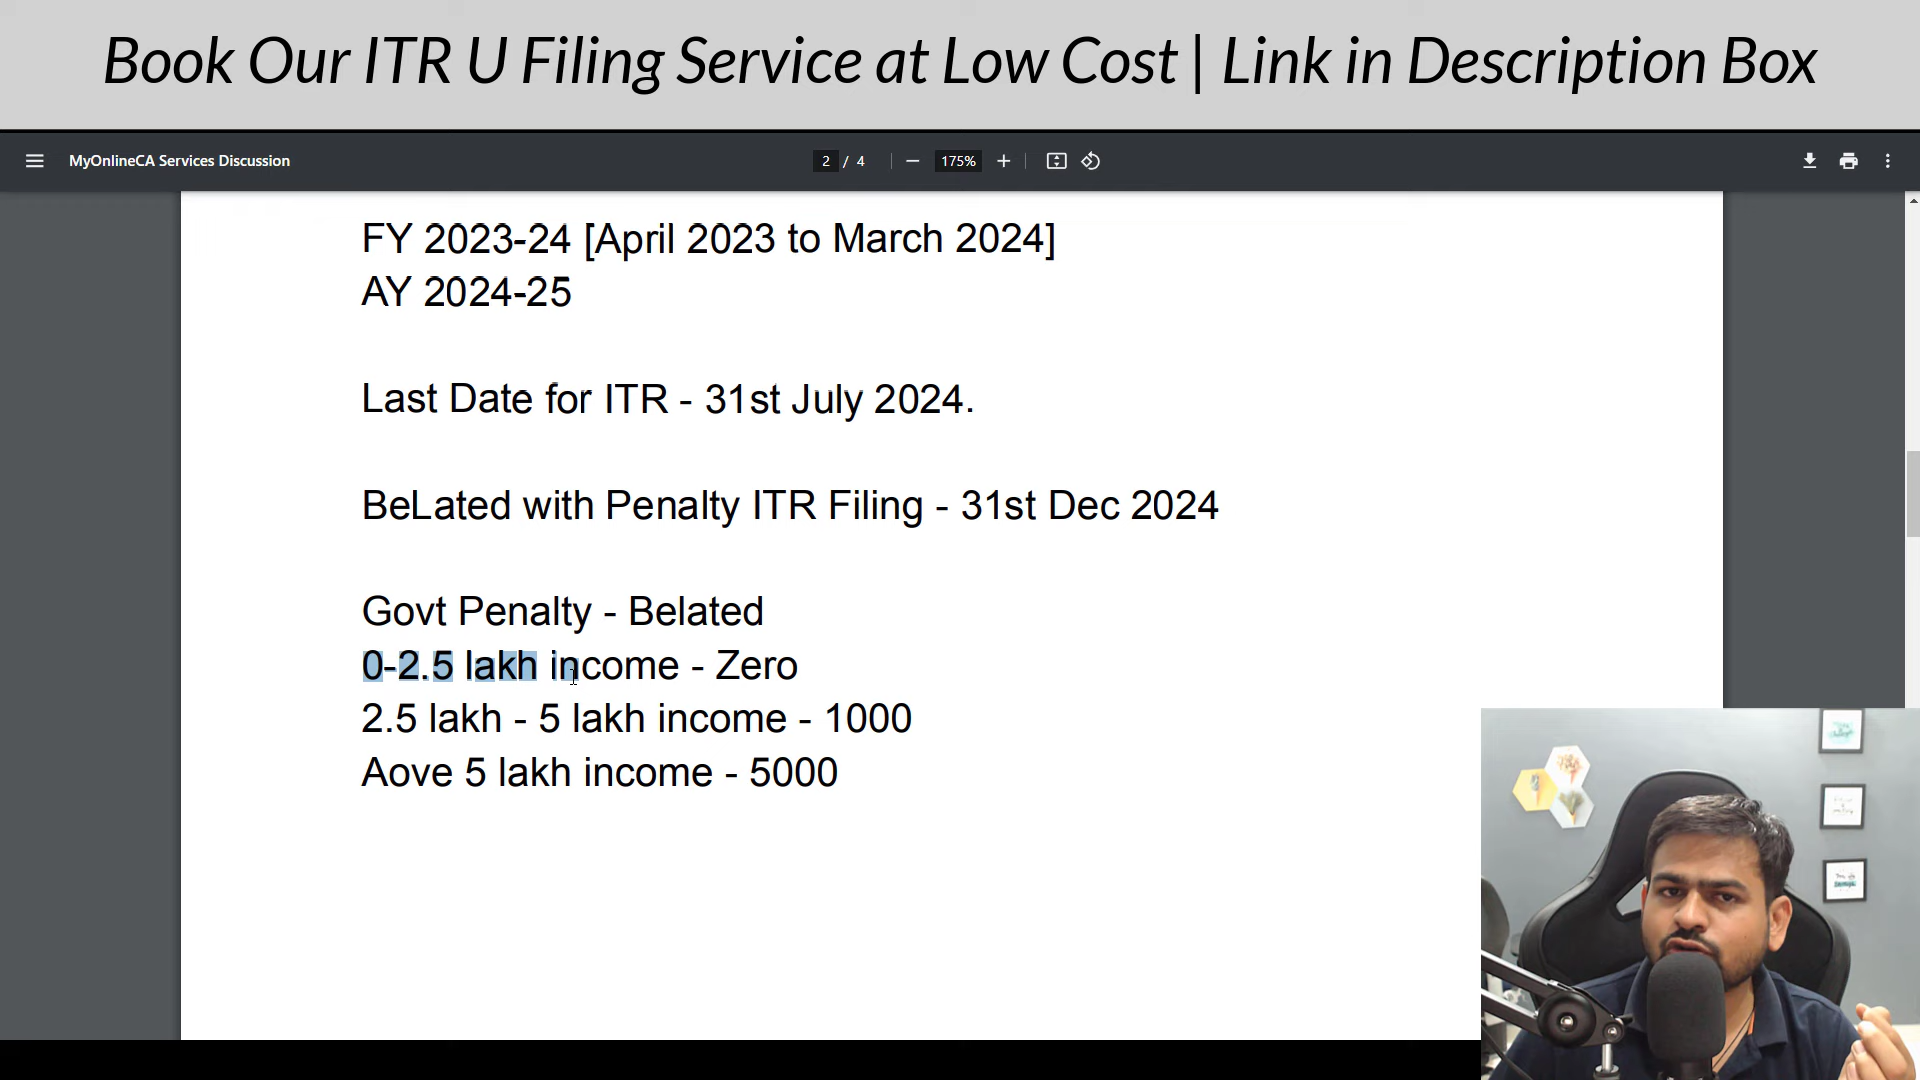 Book Our ITR U Filing Service at Low Cost | Link in Description Box
MyOnlineCA Services Discussion
2 / 4
175%
FY 2023-24 [April 2023 to March 2024]
AY 2024-25
Last Date for ITR - 31st July 2024.
BeLated with Penalty ITR Filing - 31st Dec 2024
Govt Penalty - Belated
0-2.5 lakh income - Zero
2.5 lakh - 5 lakh income - 1000
Aove 5 lakh income - 5000